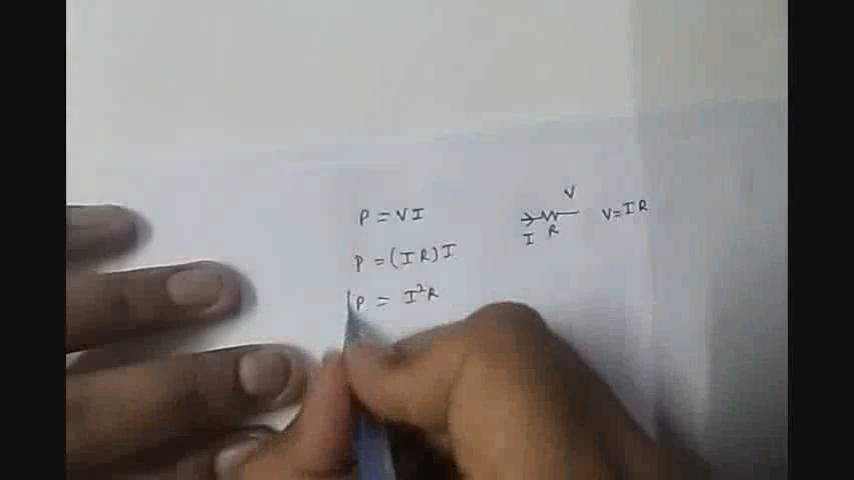 P = VI
P = (IR)I
P = I²R
V
I R
V=IR